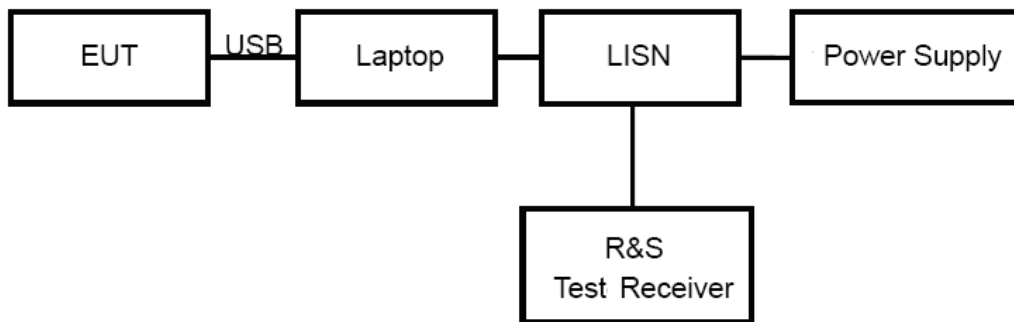 EUT
USB
Laptop
LISN
Power Supply
R&S
Test Receiver